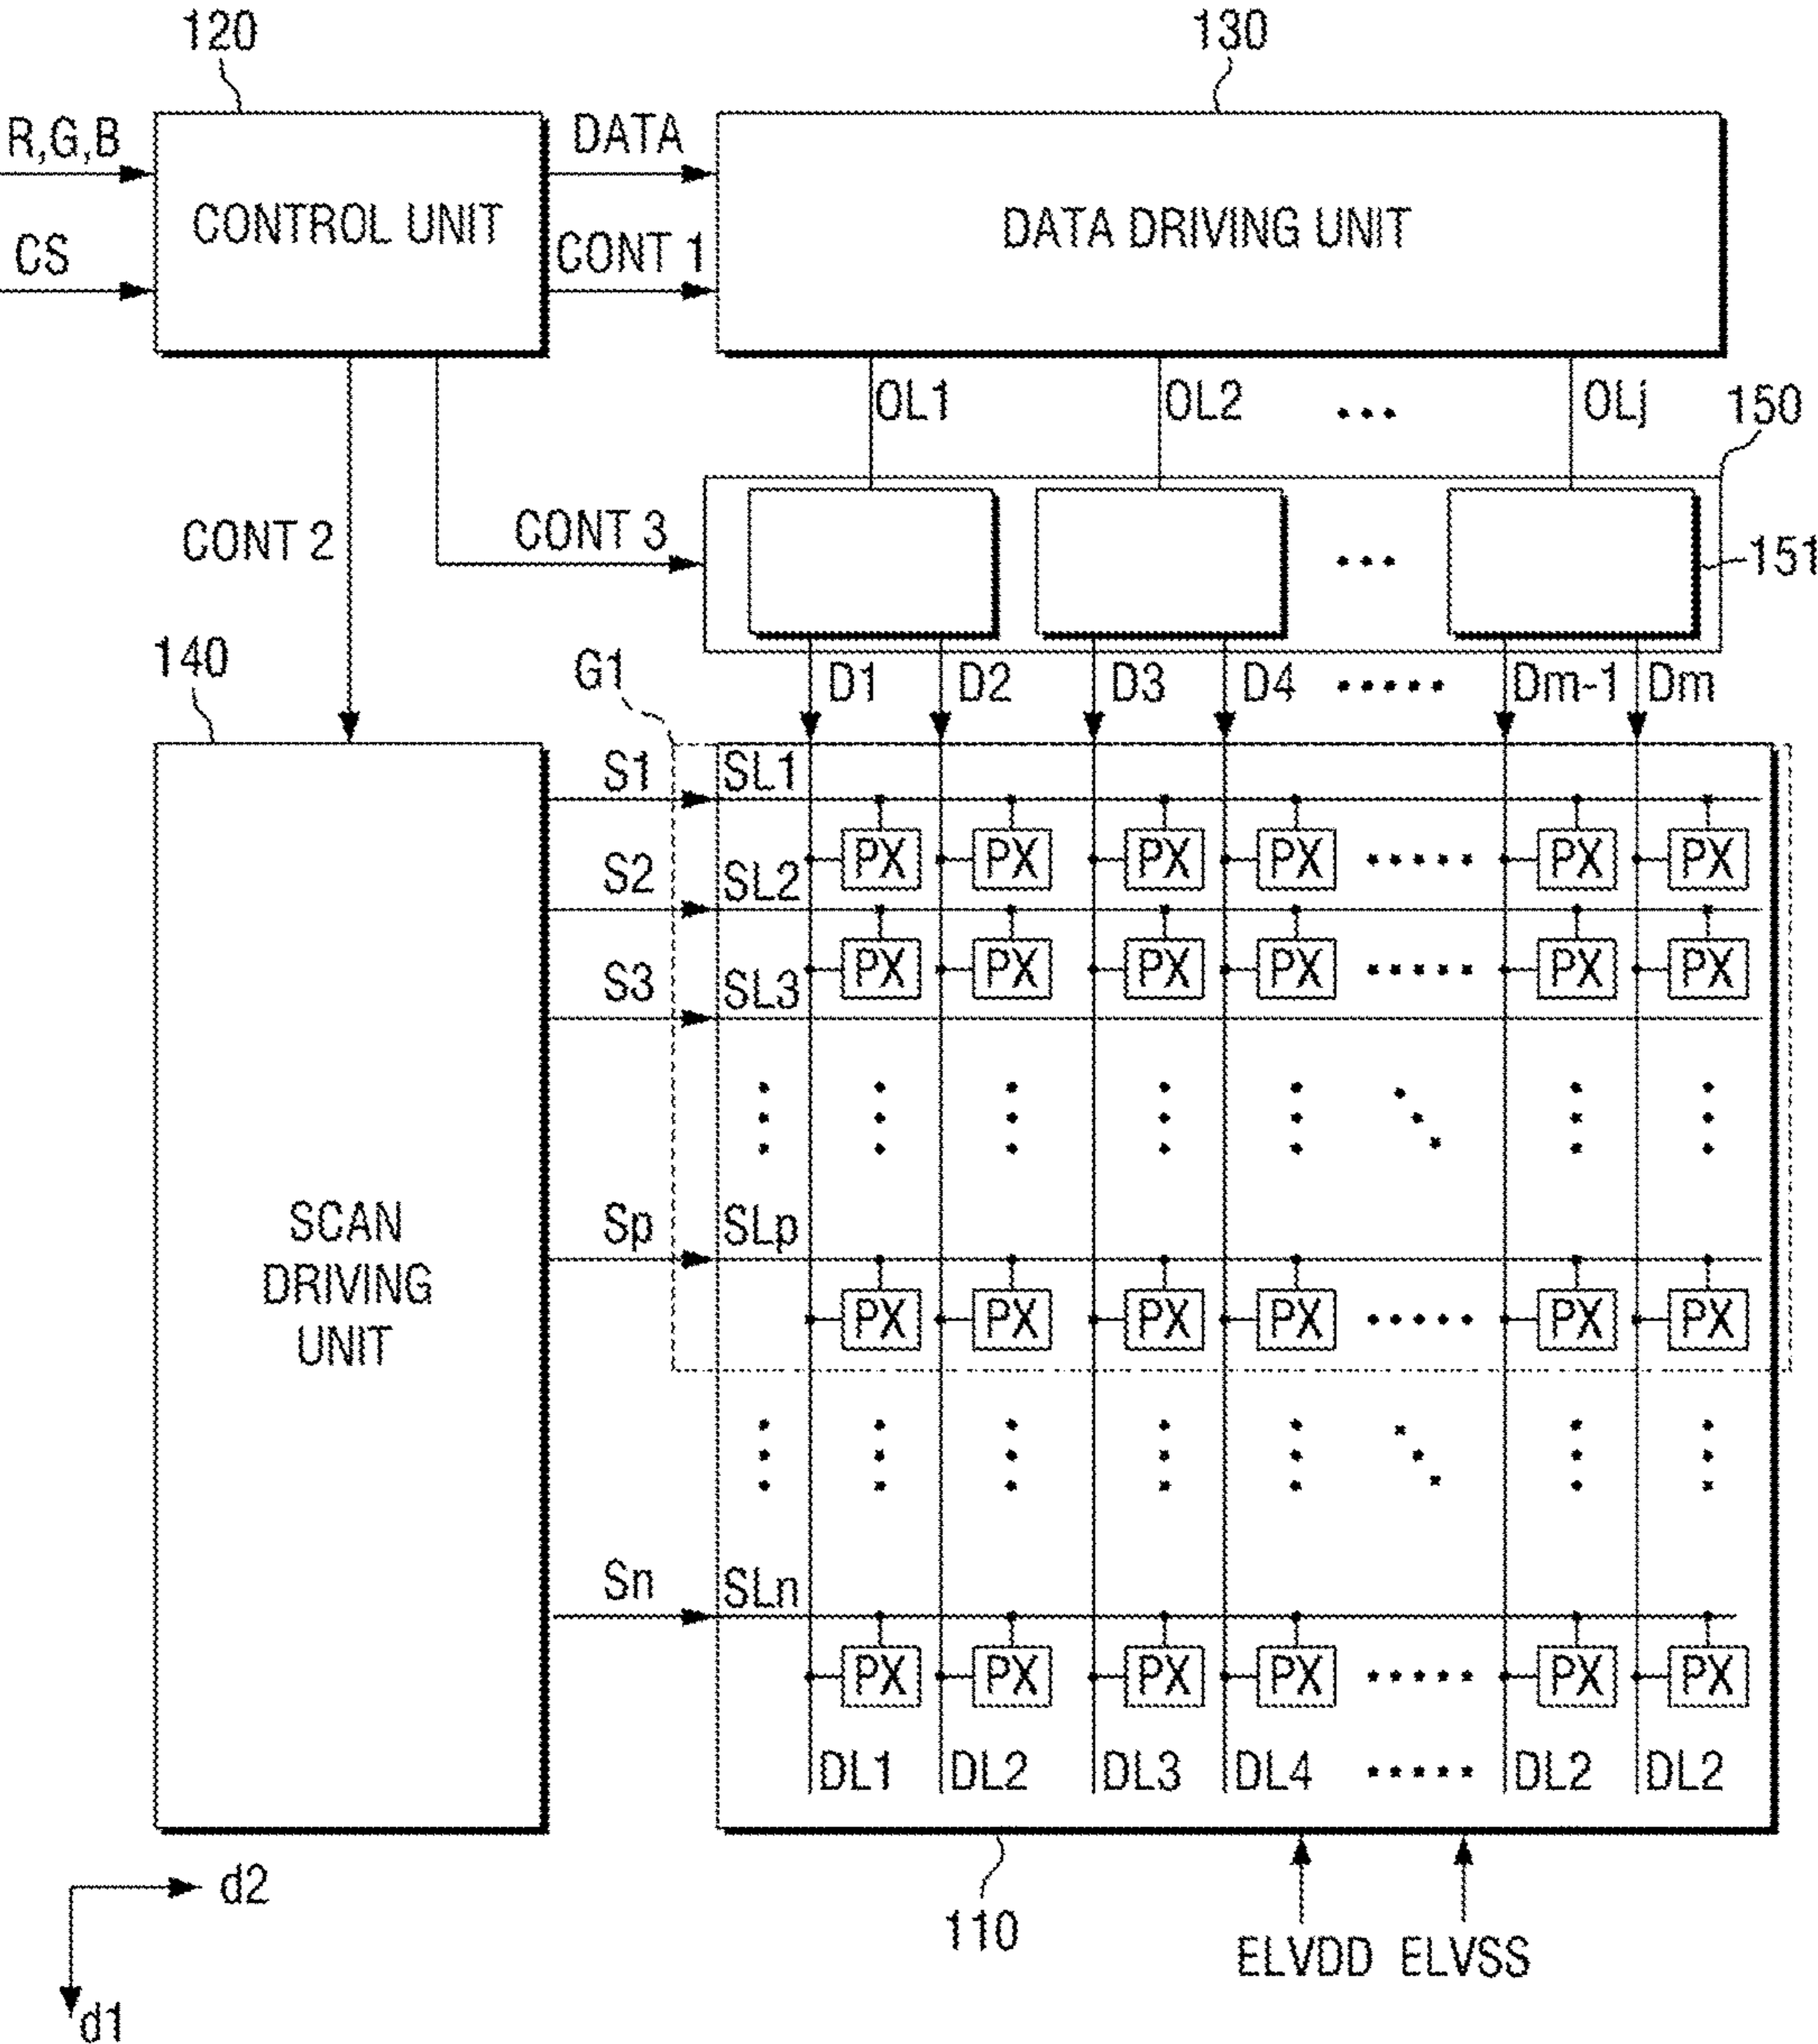 120
130
R,G,B
DATA
CONTROL UNIT
DATA DRIVING UNIT
CS
CONT 1
OL1 OL2 ••• OLj
150
CONT 2
CONT 3
•••
151
140
G1
D1 D2 D3 D4 ••••• Dm-1 Dm
S1 SL1
PX PX PX PX ••••• PX PX
S2 SL2
PX PX PX PX ••••• PX PX
S3 SL3
Sp SLp
SCAN
DRIVING
UNIT
PX PX PX PX ••••• PX PX
Sn SLn
PX PX PX PX ••••• PX PX
DL1 DL2 DL3 DL4 ••••• DL2 DL2
d2
110
ELVDD ELVSS
d1